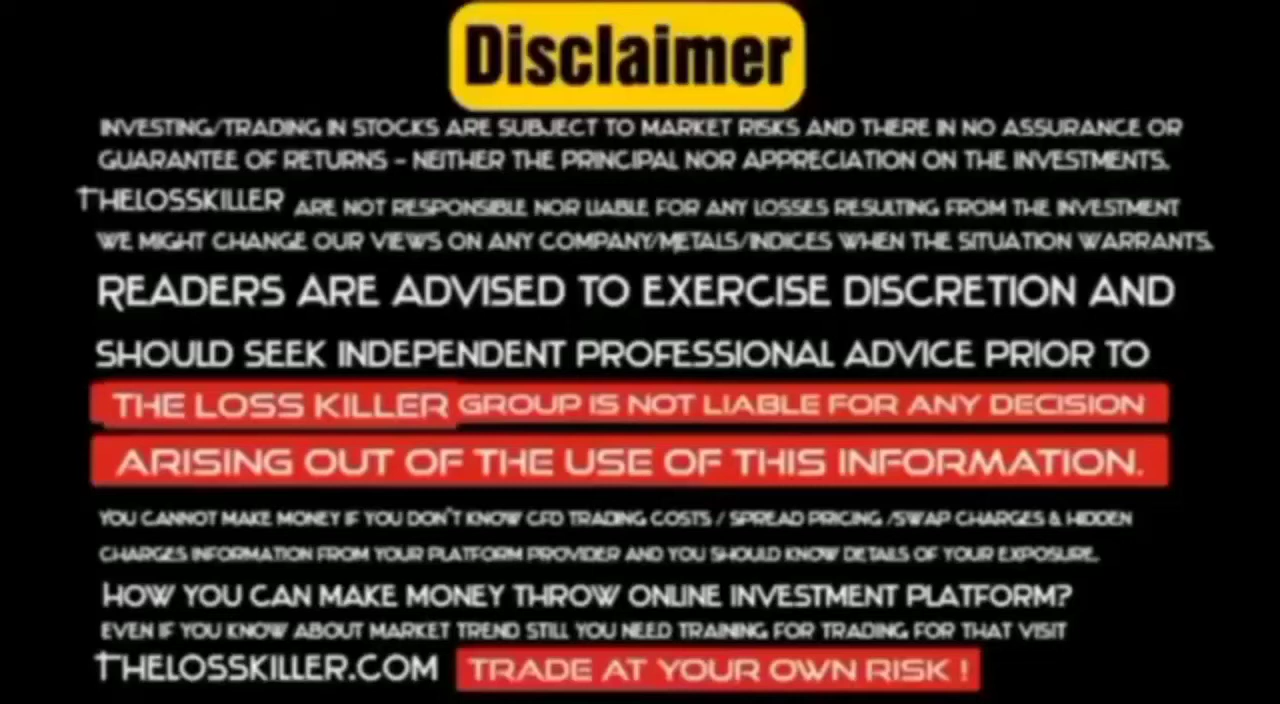 Disclaimer
INVESTING/TRADING IN STOCKS ARE SUBJECT TO MARKET RISKS AND THERE IN NO ASSURANCE OR
GUARANTEE OF RETURNS - NEITHER THE PRINCIPAL NOR APPRECIATION ON THE INVESTMENTS.
THELOSSKILLER ARE NOT RESPONSIBLE NOR LIABLE FOR ANY LOSSES RESULTING FROM THE INVESTMENT
WE MIGHT CHANGE OUR VIEWS ON ANY COMPANY/METALS/INDICES WHEN THE SITUATION WARRANTS.
READERS ARE ADVISED TO EXERCISE DISCRETION AND
SHOULD SEEK INDEPENDENT PROFESSIONAL ADVICE PRIOR TO
THE LOSS KILLER GROUP IS NOT LIABLE FOR ANY DECISION
ARISING OUT OF THE USE OF THIS INFORMATION.
YOU CANNOT MAKE MONEY IF YOU DON'T KNOW CFD TRADING COSTS / SPREAD PRICING /SWAP CHARGES & HIDDEN
CHARGES INFORMATION FROM YOUR PLATFORM PROVIDER AND YOU SHOULD KNOW DETAILS OF YOUR EXPOSURE.
HOW YOU CAN MAKE MONEY THROW ONLINE INVESTMENT PLATFORM?
EVEN IF YOU KNOW ABOUT MARKET TREND STILL YOU NEED TRAINING FOR TRADING FOR THAT VISIT
THELOSSKILLER.COM TRADE AT YOUR OWN RISK !